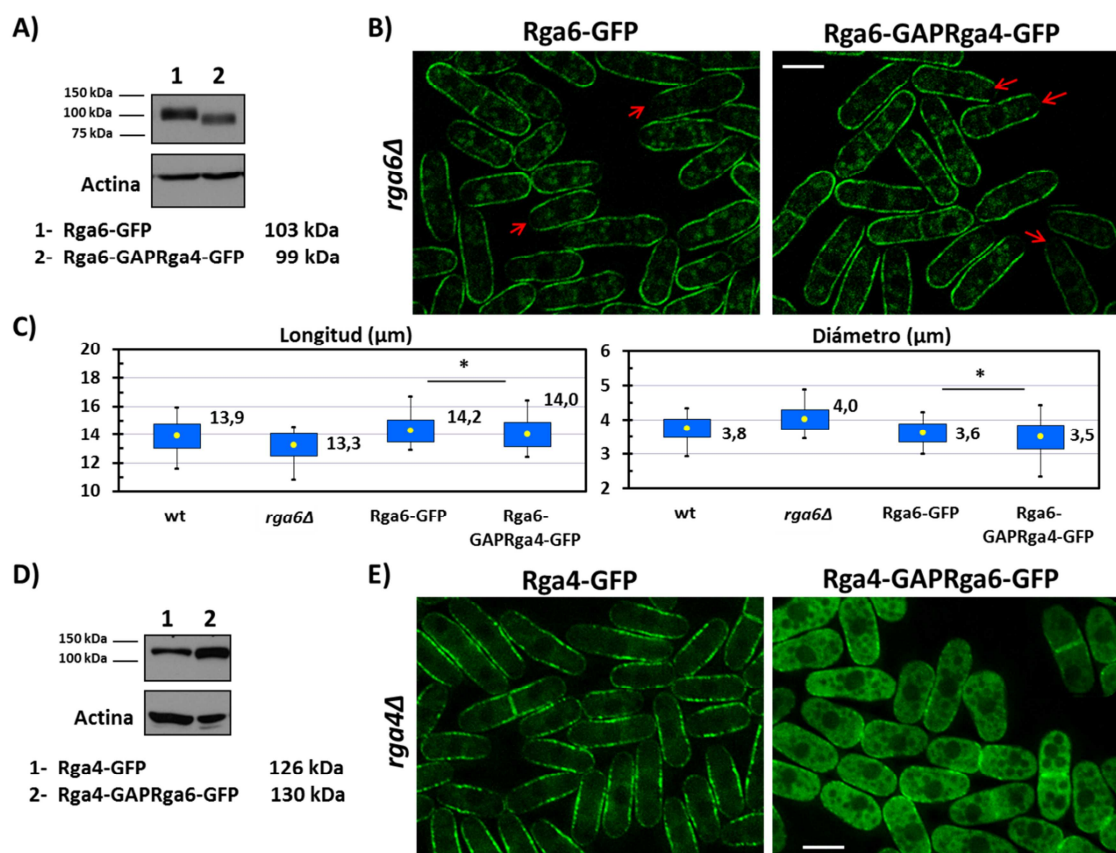 A)
1 2
150 kDa
100 kDa
75 kDa
Actina
1- Rga6-GFP 103 kDa
2- Rga6-GAPRga4-GFP 99 kDa
B)
Rga6-GFP
Rga6-GAPRga4-GFP
rga6Δ
C)
Longitud (µm)
20
18
16
14
12
10
13,9
13,3
14,2
14,0
*
wt
rga6Δ
Rga6-GFP
Rga6-
GAPRga4-GFP
Diámetro (µm)
6
5
4
3
2
3,8
4,0
3,6
3,5
*
wt
rga6Δ
Rga6-GFP
Rga6-
GAPRga4-GFP
D)
1 2
150 kDa
100 kDa
Actina
1- Rga4-GFP 126 kDa
2- Rga4-GAPRga6-GFP 130 kDa
E)
Rga4-GFP
Rga4-GAPRga6-GFP
rga4Δ